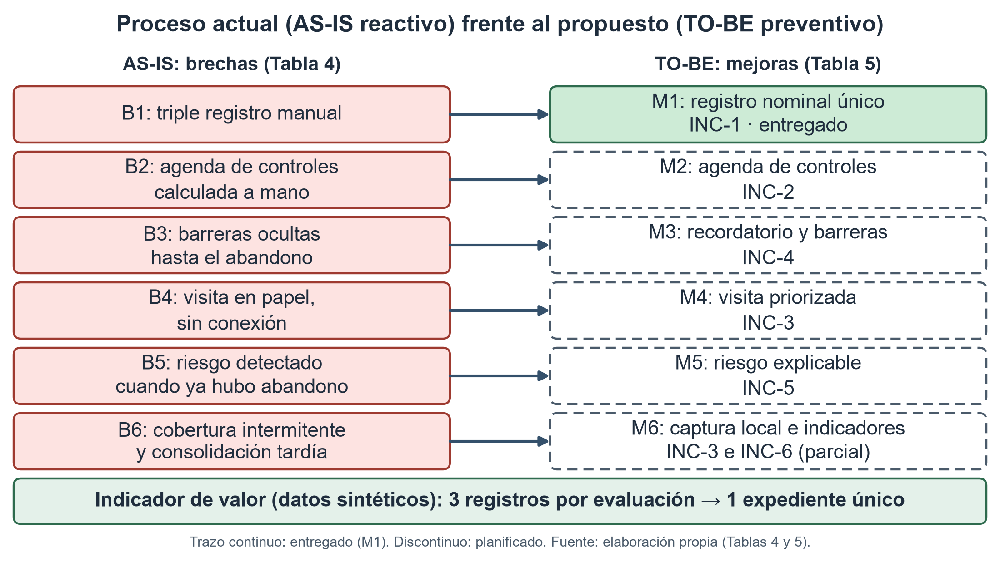 Proceso actual (AS-IS reactivo) frente al propuesto (TO-BE preventivo)
AS-IS: brechas (Tabla 4)
TO-BE: mejoras (Tabla 5)
B1: triple registro manual
M1: registro nominal único
INC-1 · entregado
B2: agenda de controles
calculada a mano
M2: agenda de controles
INC-2
B3: barreras ocultas
hasta el abandono
M3: recordatorio y barreras
INC-4
B4: visita en papel,
sin conexión
M4: visita priorizada
INC-3
B5: riesgo detectado
cuando ya hubo abandono
M5: riesgo explicable
INC-5
B6: cobertura intermitente
y consolidación tardía
M6: captura local e indicadores
INC-3 e INC-6 (parcial)
Indicador de valor (datos sintéticos): 3 registros por evaluación → 1 expediente único
Trazo continuo: entregado (M1). Discontinuo: planificado. Fuente: elaboración propia (Tablas 4 y 5).